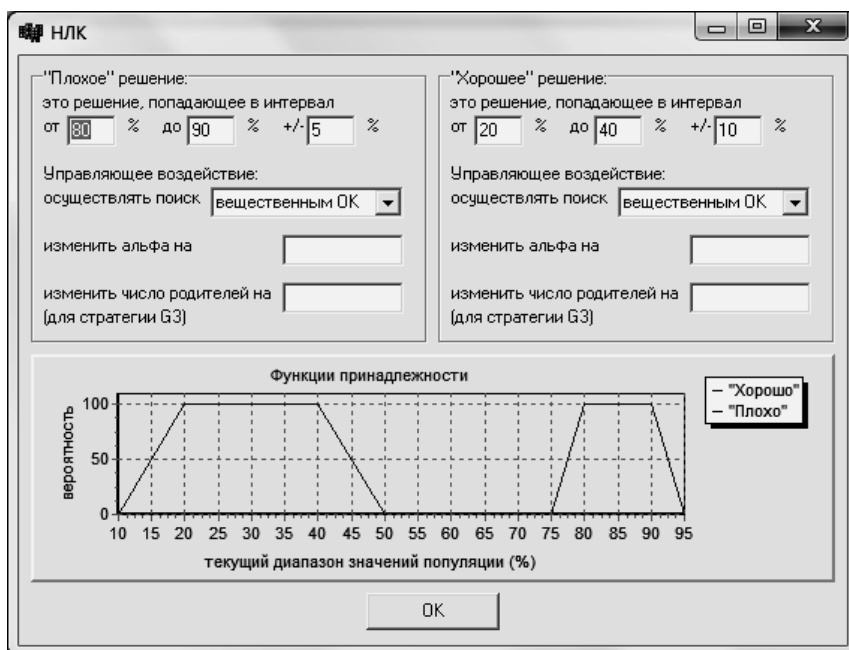 НЛК
"Плохое" решение:
это решение, попадающее в интервал
от 80 % до 90 % +/- 5 %
Управляющее воздействие:
осуществлять поиск вещественным ОК
изменить альфа на
изменить число родителей на
(для стратегии G3)
"Хорошее" решение:
это решение, попадающее в интервал
от 20 % до 40 % +/- 10 %
Управляющее воздействие:
осуществлять поиск вещественным ОК
изменить альфа на
изменить число родителей на
(для стратегии G3)
Функции принадлежности
вероятность
100
50
0
10 15 20 25 30 35 40 45 50 55 60 65 70 75 80 85 90 95
текущий диапазон значений популяции (%)
"Хорошо"
"Плохо"
OK